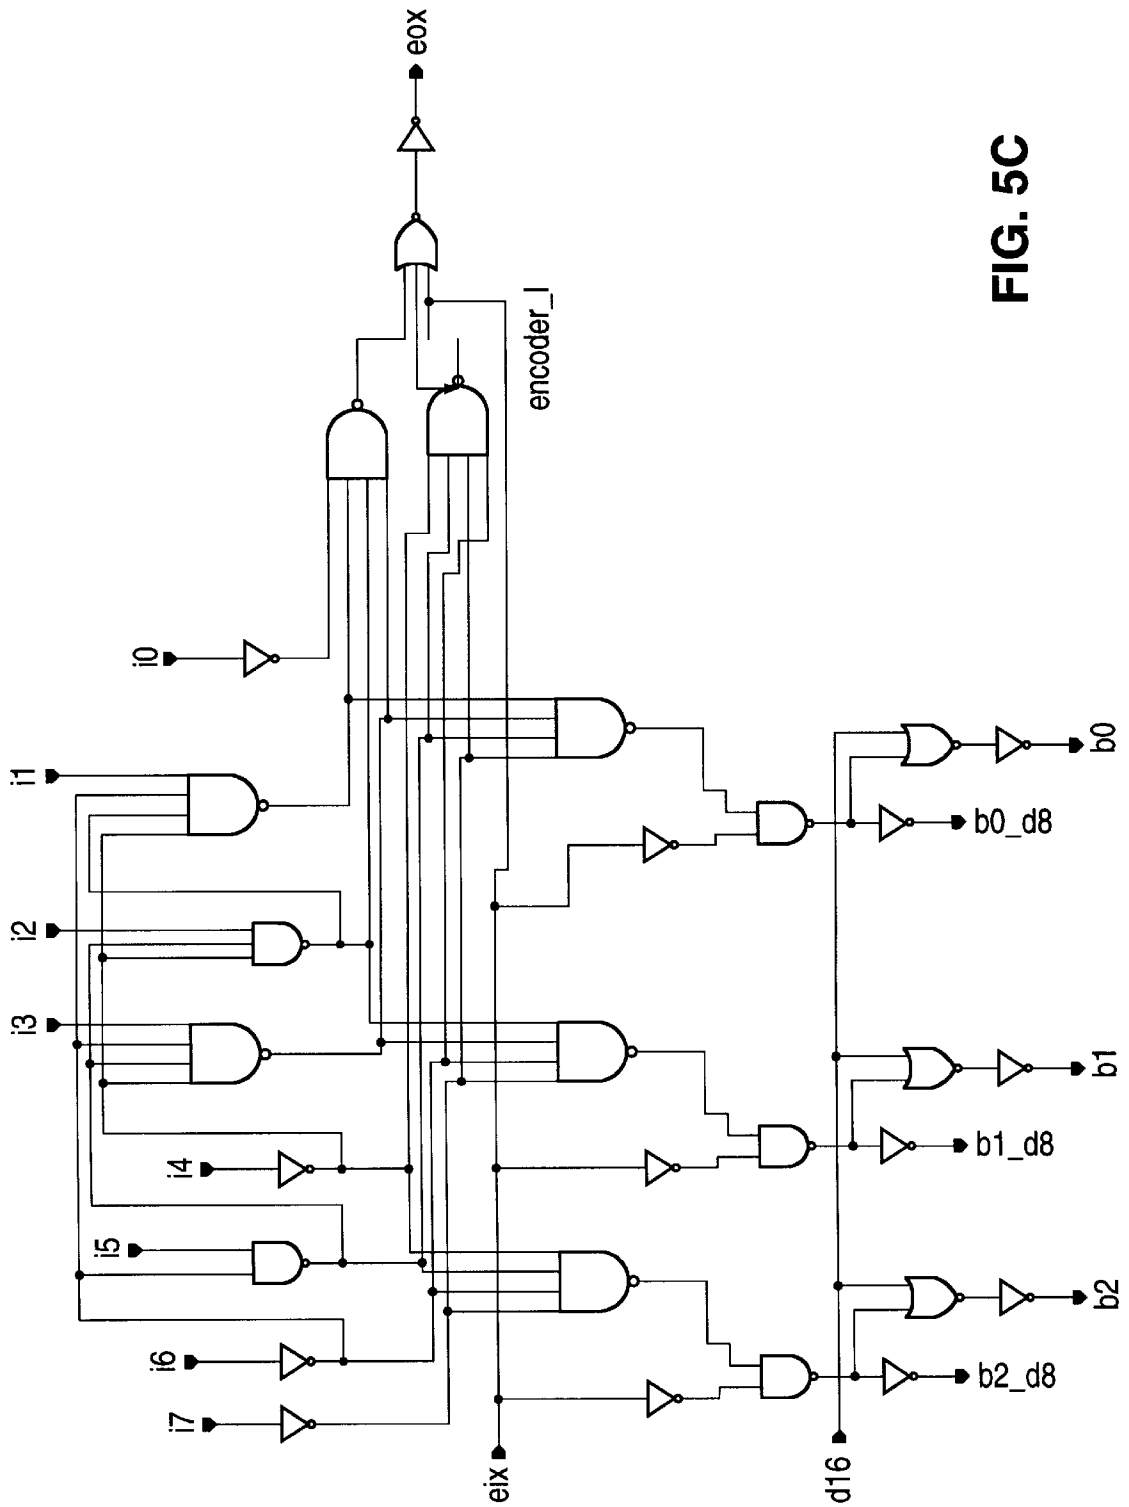 i7
i6
i5
i4
i3
i2
i1
i0
eox
encoder_l
eix
d16
b2_d8
b2
b1_d8
b1
b0_d8
b0
FIG. 5C